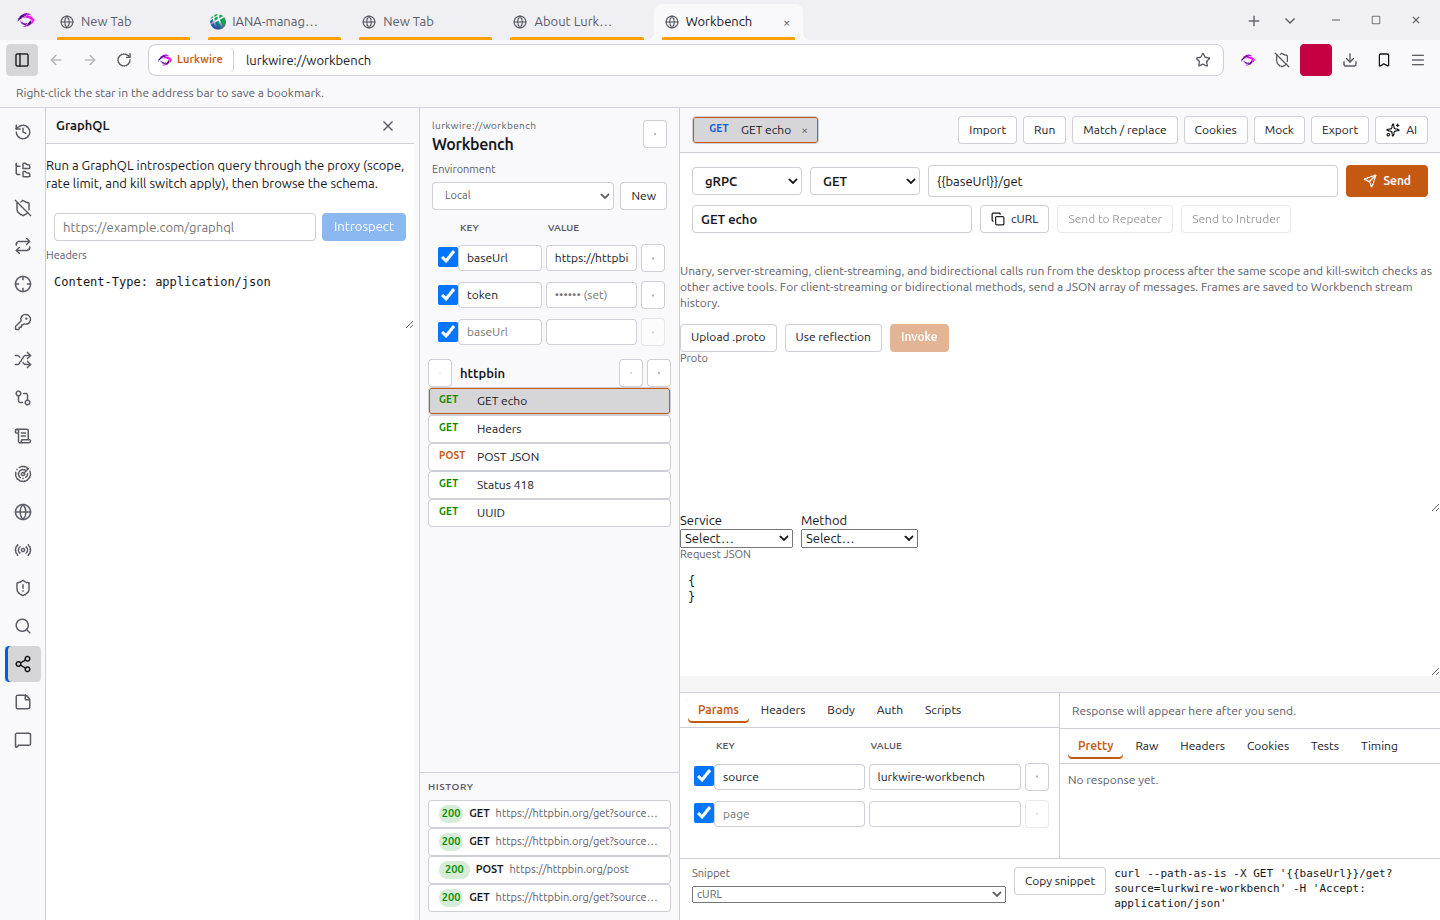 New Tab
IANA-manag…
New Tab
About Lurk…
Workbench ×
Lurkwire
lurkwire://workbench
Right-click the star in the address bar to save a bookmark.
GraphQL
Run a GraphQL introspection query through the proxy (scope,
rate limit, and kill switch apply), then browse the schema.
https://example.com/graphql
Introspect
Headers
Content-Type: application/json
lurkwire://workbench
Workbench
Environment
Local
New
KEY
VALUE
baseUrl
https://httpbi
token
•••••• (set)
baseUrl
httpbin
GET GET echo
GET Headers
POST POST JSON
GET Status 418
GET UUID
HISTORY
200 GET https://httpbin.org/get?source…
200 GET https://httpbin.org/get?source…
200 POST https://httpbin.org/post
200 GET https://httpbin.org/get?source…
GET GET echo ×
Import
Run
Match / replace
Cookies
Mock
Export
AI
gRPC
GET
{{baseUrl}}/get
Send
GET echo
cURL
Send to Repeater
Send to Intruder
Unary, server-streaming, client-streaming, and bidirectional calls run from the desktop process after the same scope and kill-switch checks as
other active tools. For client-streaming or bidirectional methods, send a JSON array of messages. Frames are saved to Workbench stream
history.
Upload .proto
Use reflection
Invoke
Proto
Service
Method
Select…
Select…
Request JSON
{
}
Params
Headers
Body
Auth
Scripts
KEY
VALUE
source
lurkwire-workbench
page
Response will appear here after you send.
Pretty
Raw
Headers
Cookies
Tests
Timing
No response yet.
Snippet
cURL
Copy snippet
curl --path-as-is -X GET '{{baseUrl}}/get?
source=lurkwire-workbench' -H 'Accept:
application/json'